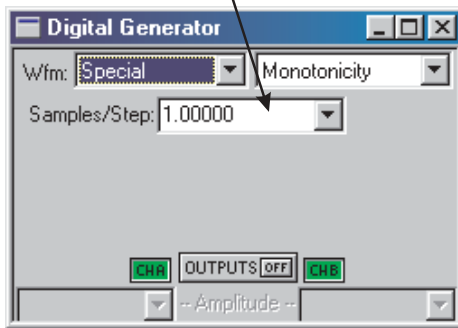 Digital Generator
Wfm: Special Monotonicity
Samples/Step: 1.00000
CHA OUTPUTS OFF CHB
-- Amplitude --